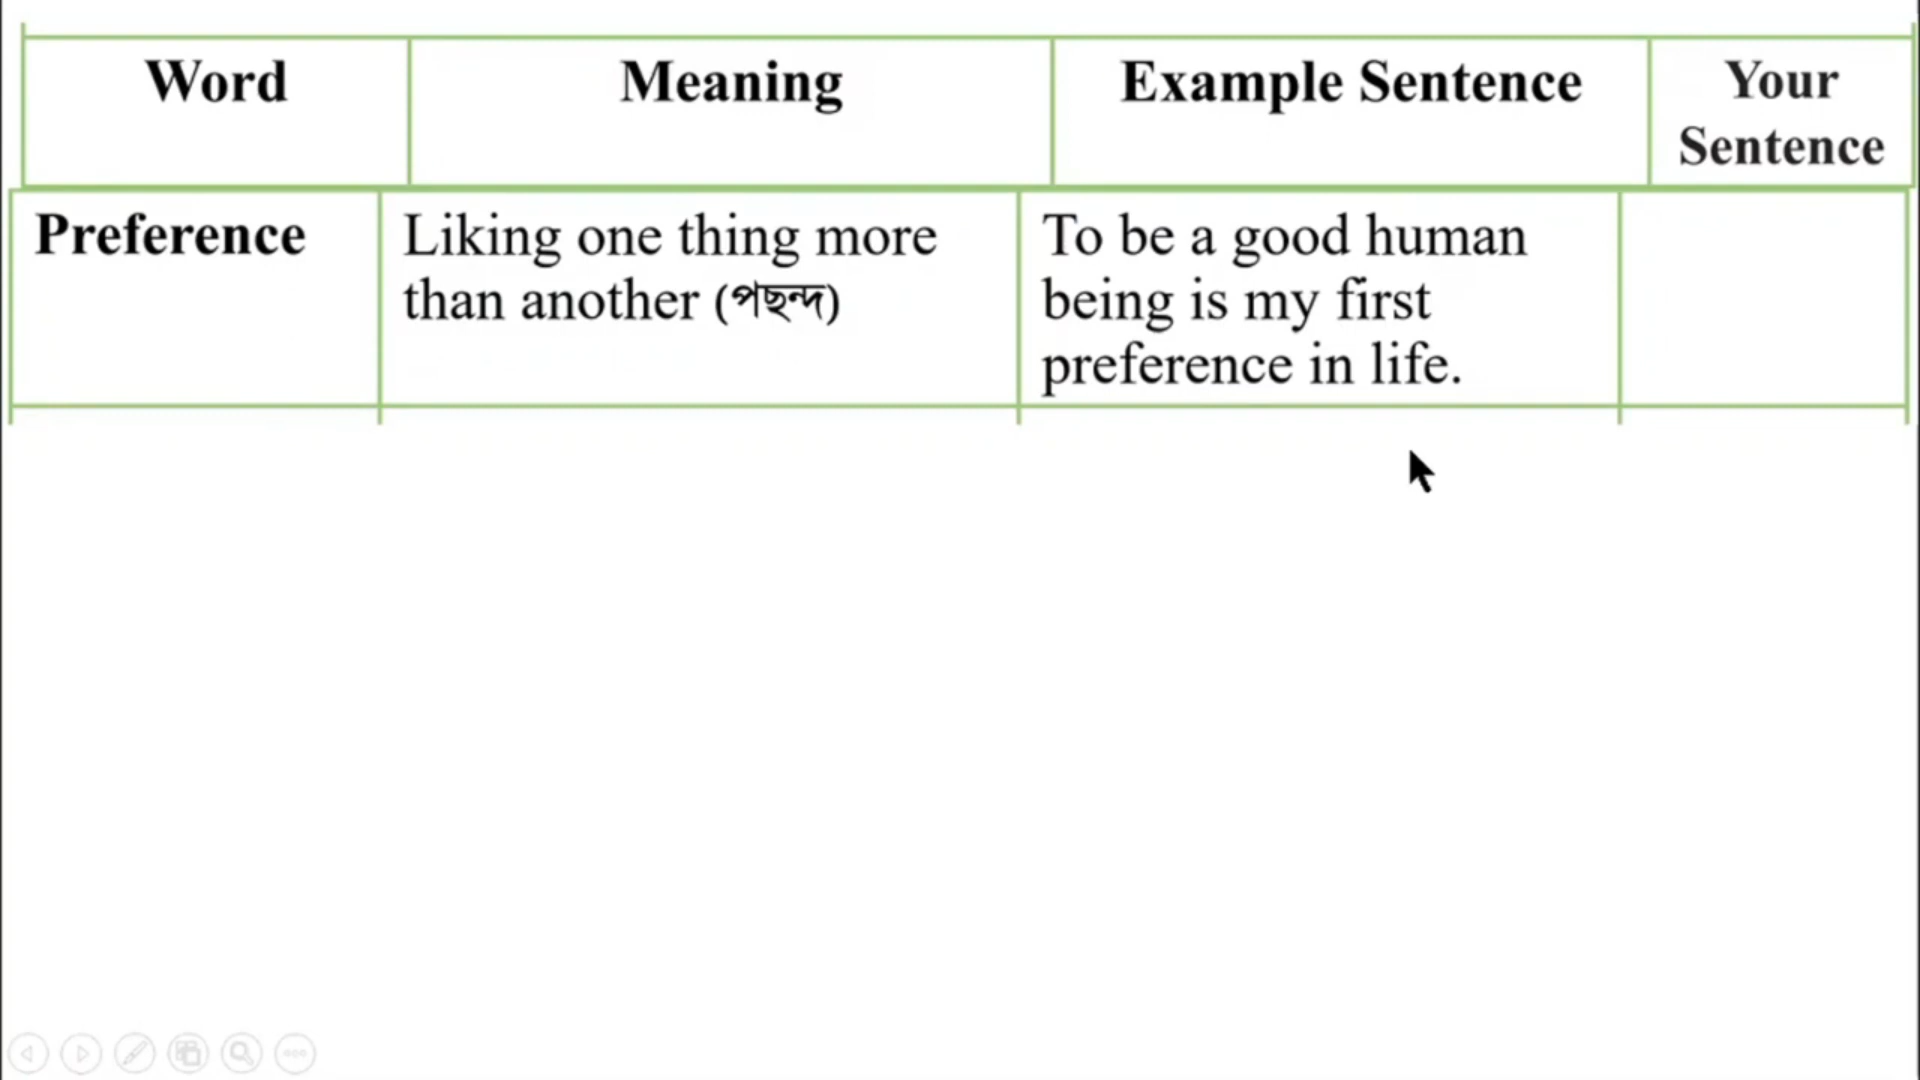 Word
Meaning
Example Sentence
Your
Sentence
Preference
Liking one thing more
than another (পছন্দ)
To be a good human
being is my first
preference in life.